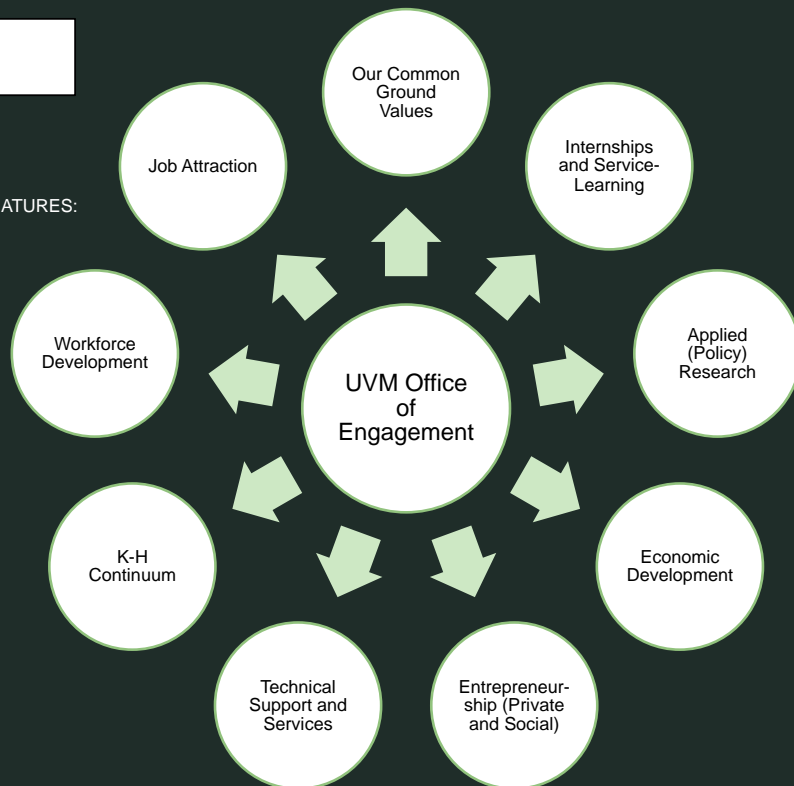 Our Common
Ground
Values
Job Attraction
Internships
and Service-
Learning
ATURES:
Workforce
Development
Applied
(Policy)
Research
UVM Office
of
Engagement
K-H
Continuum
Economic
Development
Technical
Support and
Services
Entrepreneur-
ship (Private
and Social)